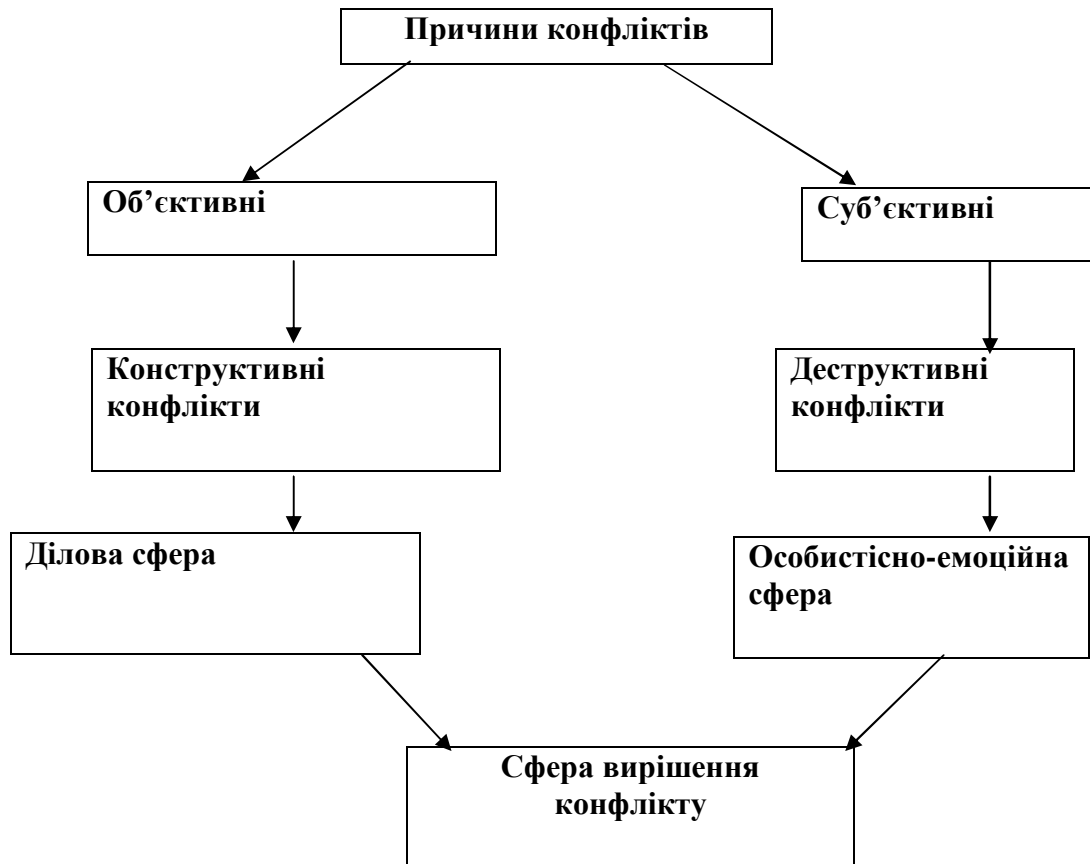 Причини конфліктів
Об’єктивні
Суб’єктивні
Конструктивні
конфлікти
Деструктивні
конфлікти
Ділова сфера
Особистісно-емоційна
сфера
Сфера вирішення
конфлікту